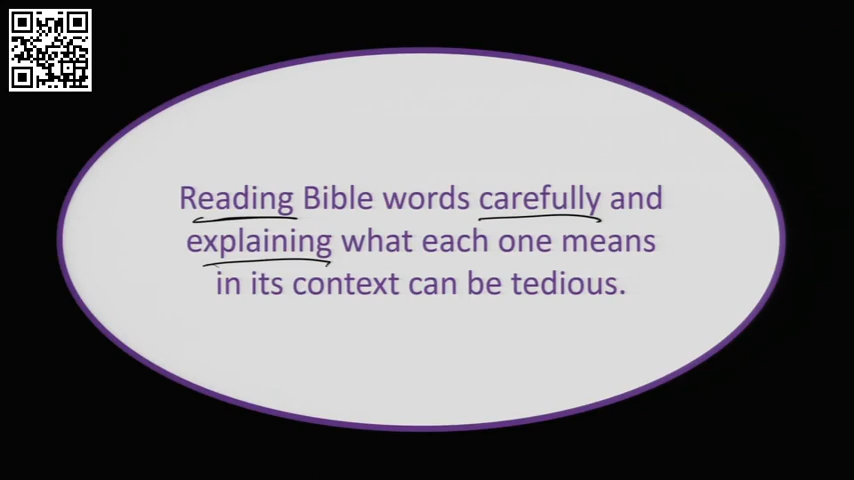 Reading Bible words carefully and
explaining what each one means
in its context can be tedious.